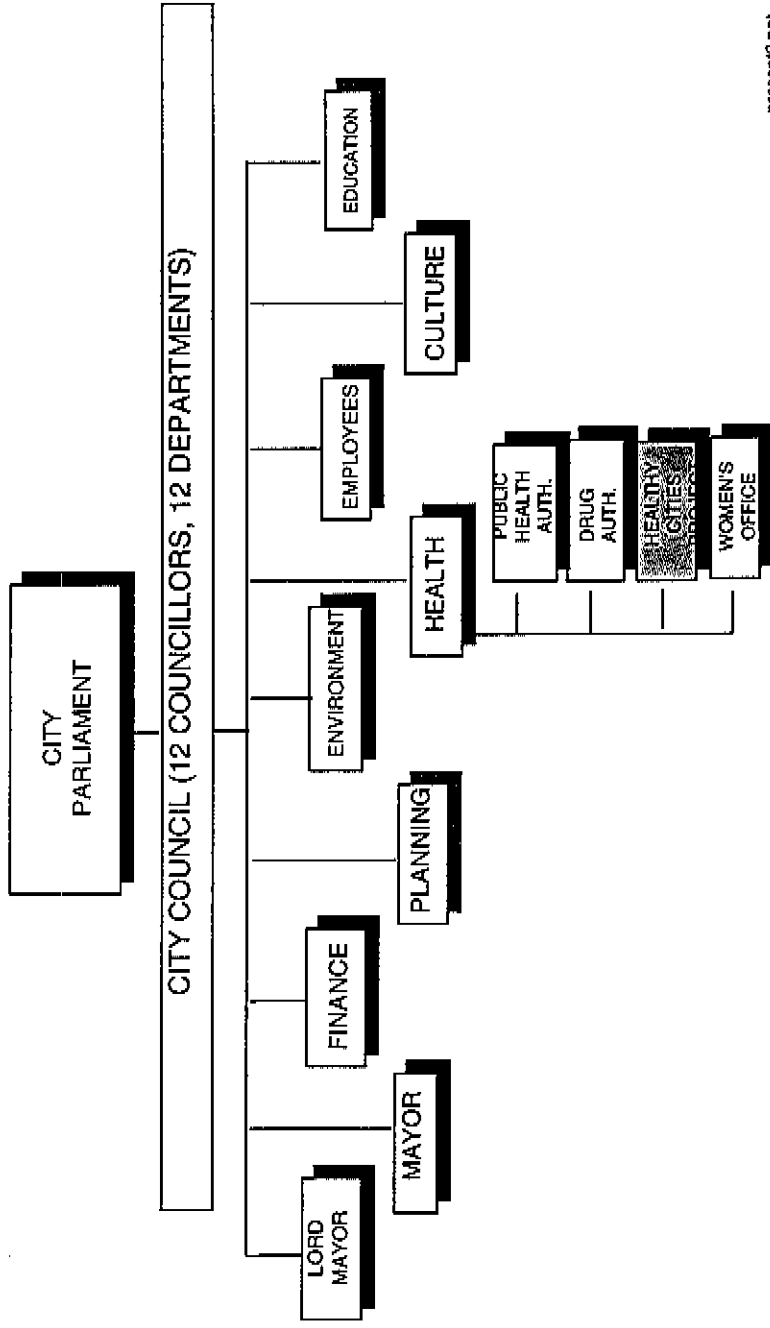 CITY
PARLIAMENT
CITY COUNCIL (12 COUNCILLORS, 12 DEPARTMENTS)
LORD
MAYOR
MAYOR
FINANCE
PLANNING
ENVIRONMENT
HEALTH
EMPLOYEES
CULTURE
EDUCATION
PUBLIC
HEALTH
AUTH.
DRUG
AUTH.
HEALTHY
CITIES
PROJECT
WOMEN'S
OFFICE